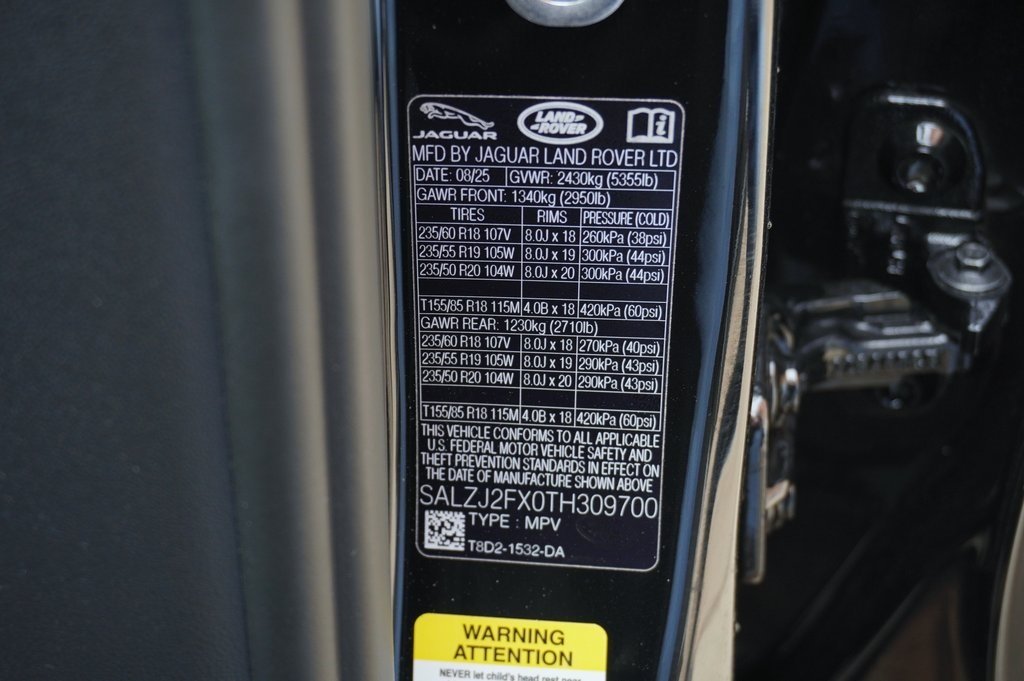 JAGUAR
LAND ROVER
i
MFD BY JAGUAR LAND ROVER LTD
DATE: 08/25 GVWR: 2430kg (5355lb)
GAWR FRONT: 1340kg (2950lb)
TIRES RIMS PRESSURE (COLD)
235/60 R18 107V 8.0J x 18 260kPa (38psi)
235/55 R19 105W 8.0J x 19 300kPa (44psi)
235/50 R20 104W 8.0J x 20 300kPa (44psi)
T155/85 R18 115M 4.0B x 18 420kPa (60psi)
GAWR REAR: 1230kg (2710lb)
235/60 R18 107V 8.0J x 18 270kPa (40psi)
235/55 R19 105W 8.0J x 19 290kPa (43psi)
235/50 R20 104W 8.0J x 20 290kPa (43psi)
T155/85 R18 115M 4.0B x 18 420kPa (60psi)
THIS VEHICLE CONFORMS TO ALL APPLICABLE
U.S. FEDERAL MOTOR VEHICLE SAFETY AND
THEFT PREVENTION STANDARDS IN EFFECT ON
THE DATE OF MANUFACTURE SHOWN ABOVE
SALZJ2FX0TH309700
TYPE : MPV
T8D2-1532-DA
WARNING
ATTENTION
NEVER let child's head rest near